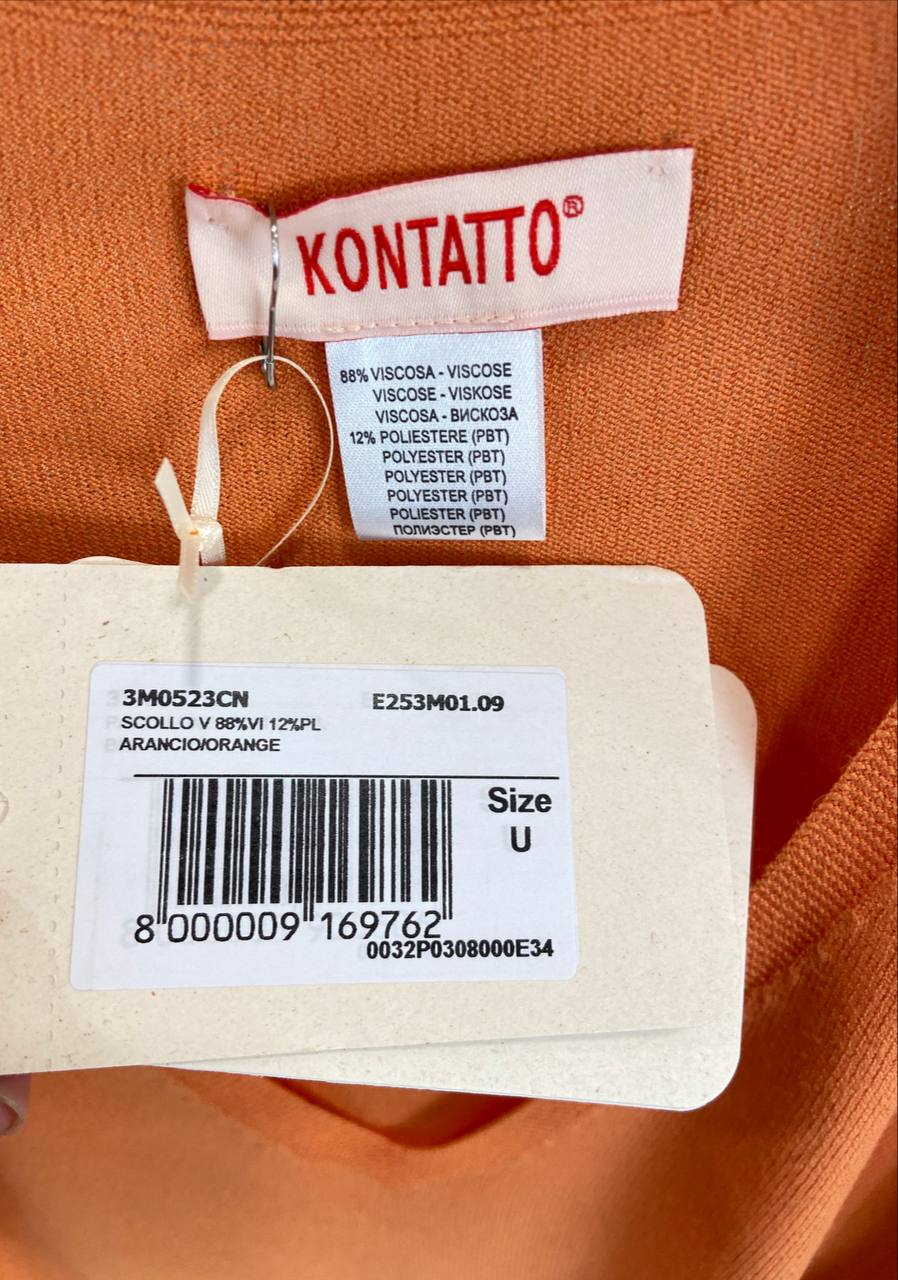 KONTATTO®
88% VISCOSA - VISCOSE
VISCOSE - VISKOSE
VISCOSA - ВИСКОЗА
12% POLIESTERE (PBT)
POLYESTER (PBT)
POLYESTER (PBT)
POLYESTER (PBT)
POLIESTER (PBT)
ПОЛИЭСТЕР (PBT)
3M0523CN E253M01.09
SCOLLO V 88%VI 12%PL
ARANCIO/ORANGE
Size
U
8 000009 169762
0032P0308000E34